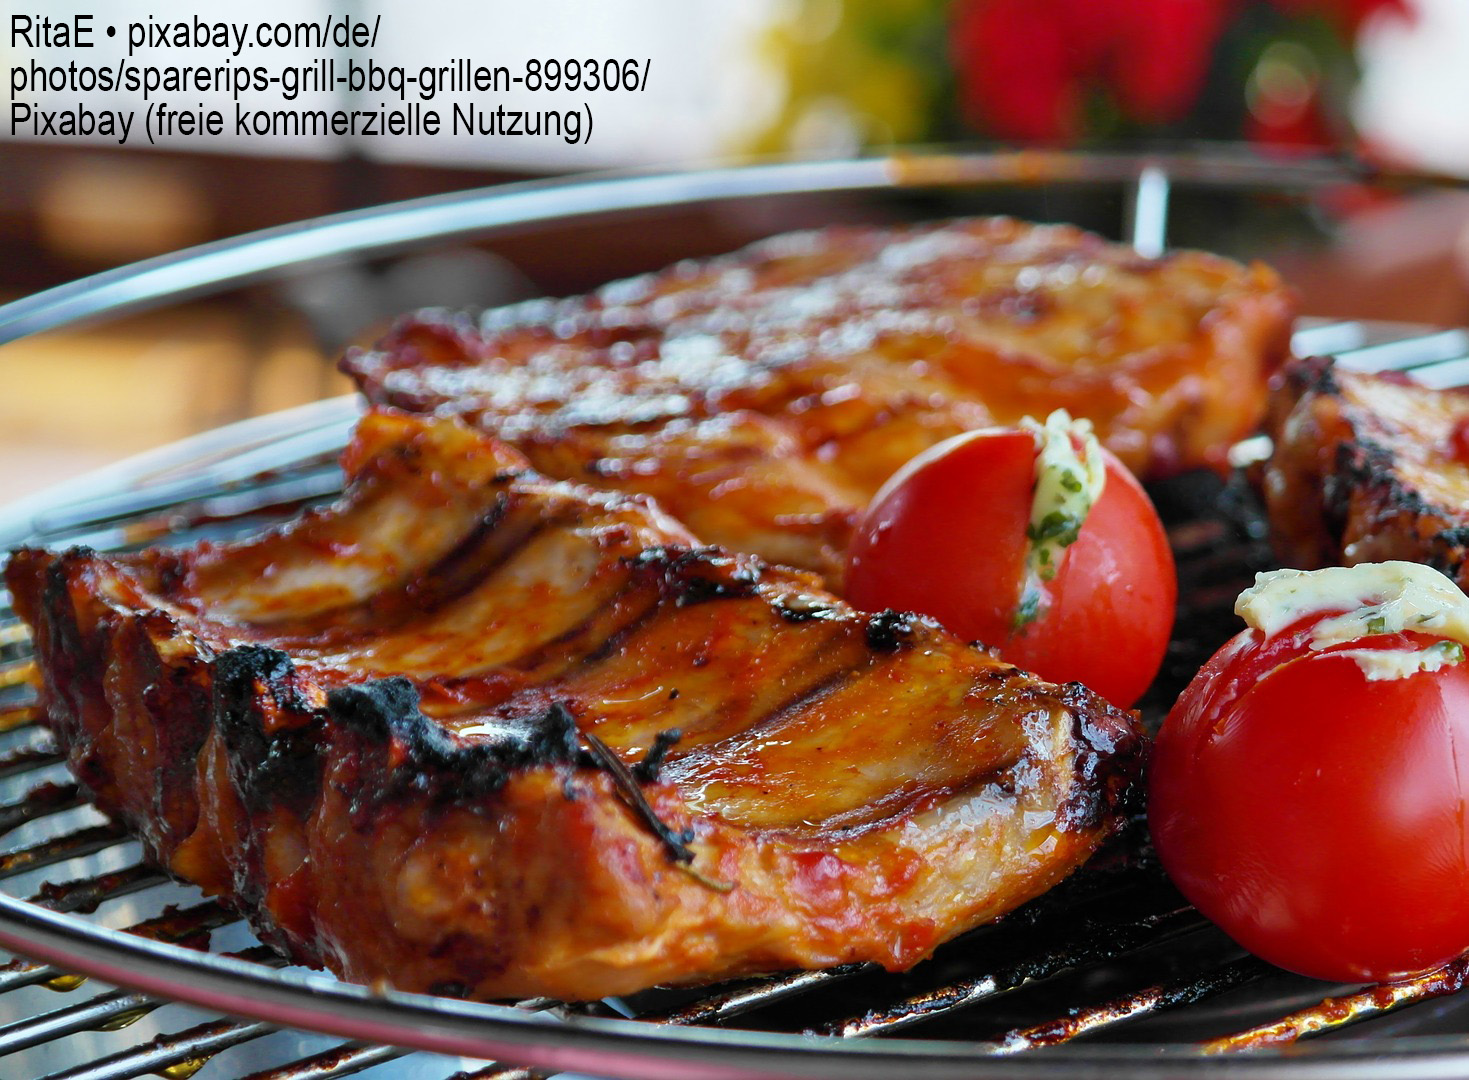 RitaE • pixabay.com/de/
photos/sparerips-grill-bbq-grillen-899306/
Pixabay (freie kommerzielle Nutzung)